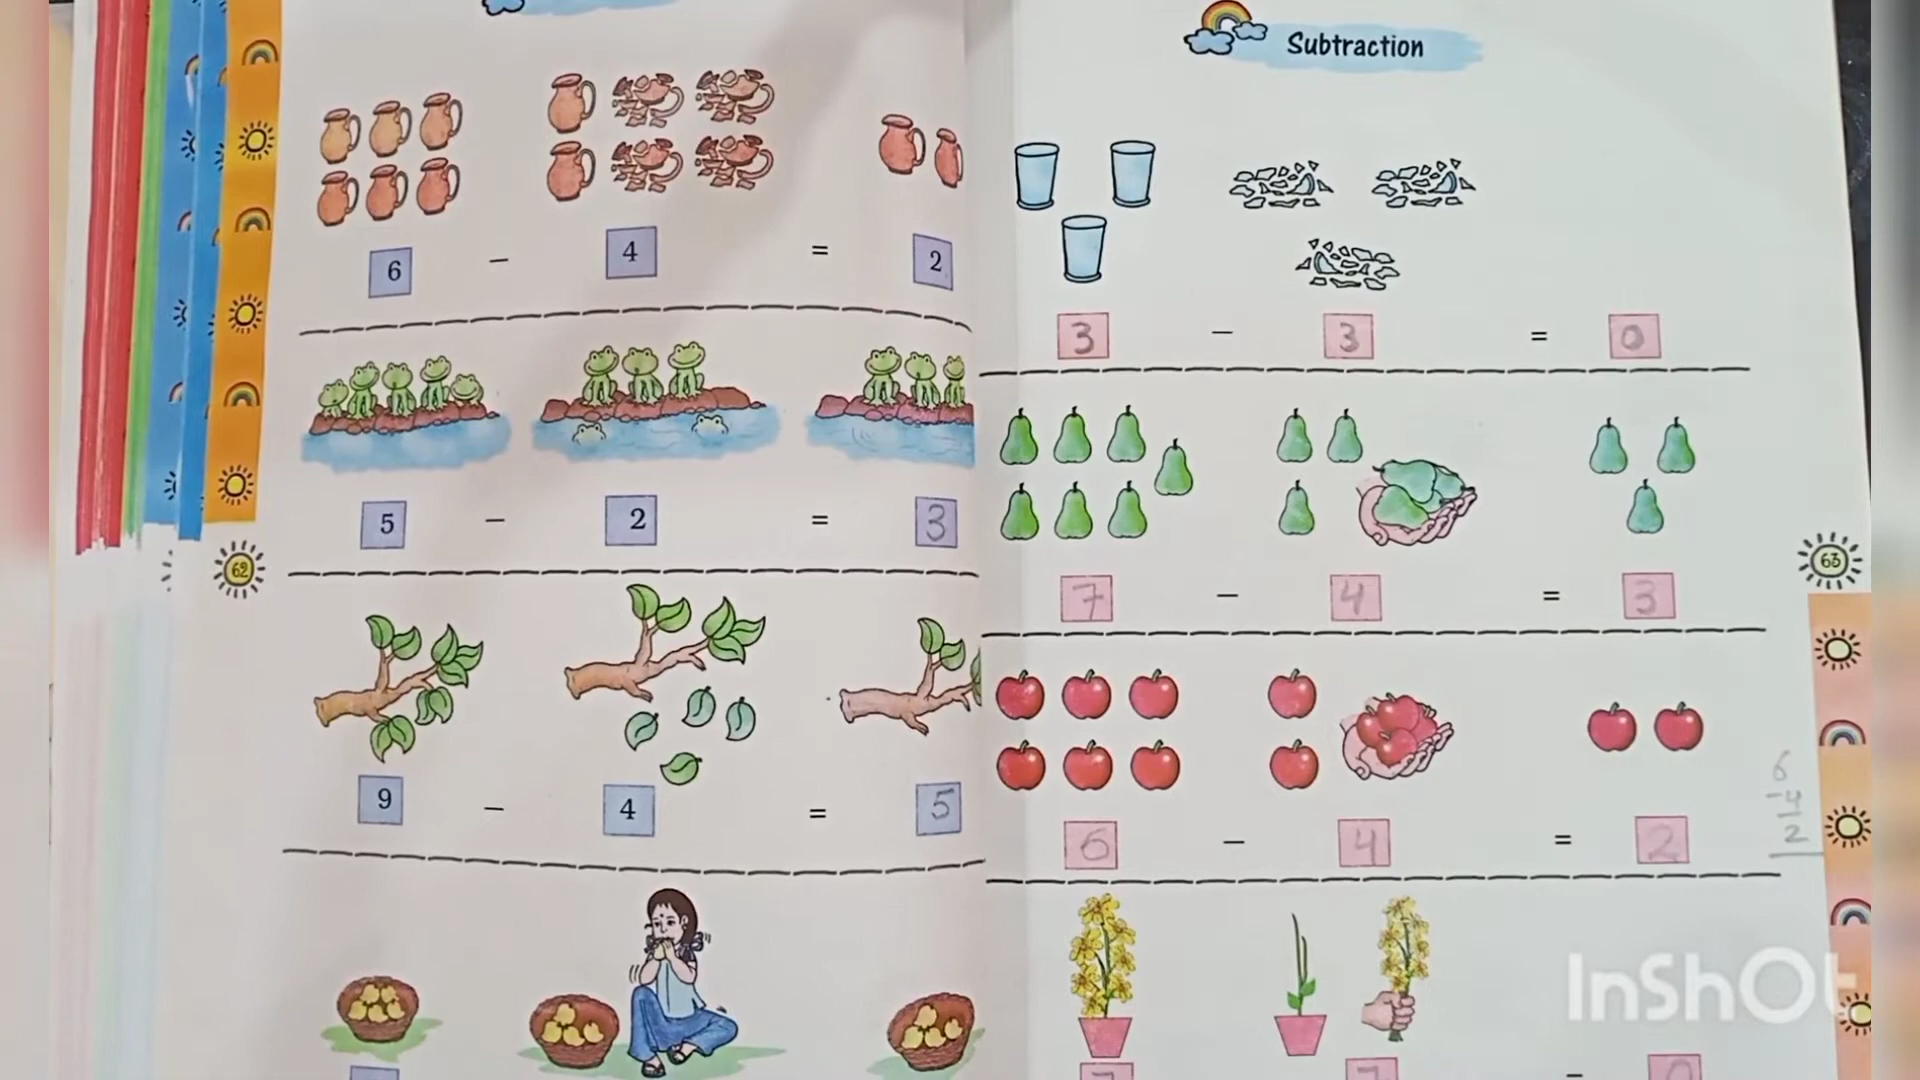 6 - 4 = 2
5 - 2 = 3
9 - 4 = 5
62
Subtraction
3 - 3 = 0
7 - 4 = 3
6 - 4 = 2
6
-4
2
63
InShOt